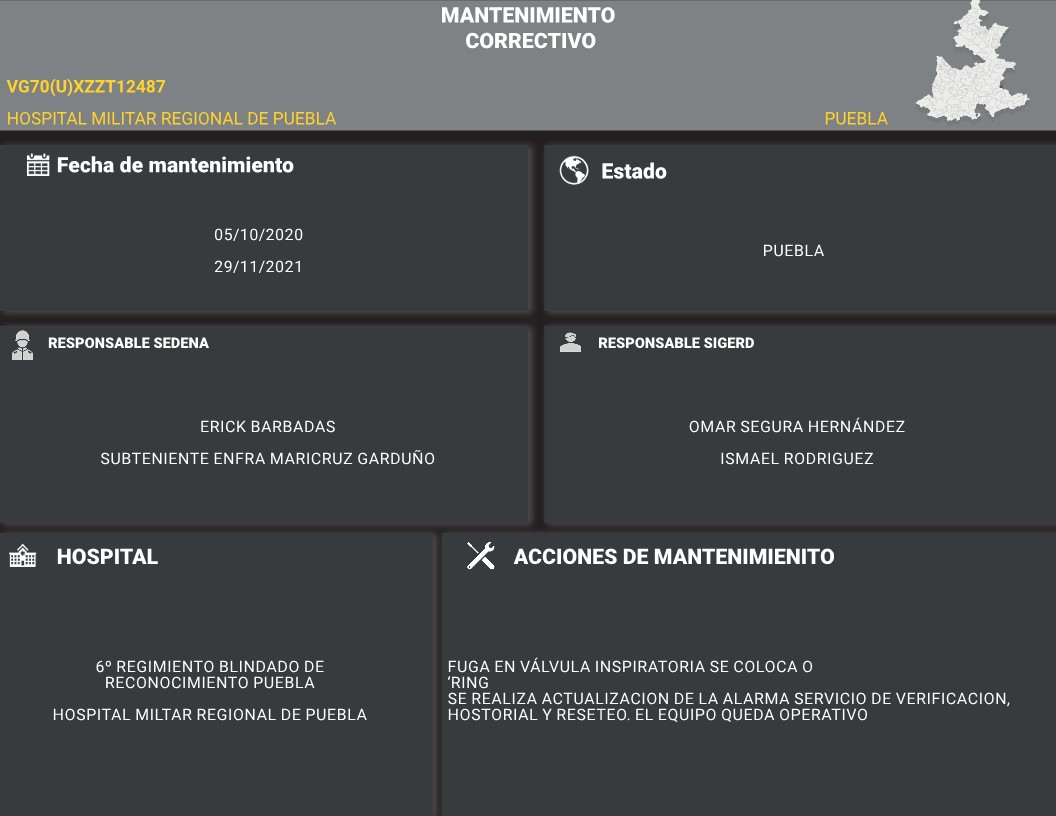 MANTENIMIENTO
CORRECTIVO
VG70(U)XZZT12487
HOSPITAL MILITAR REGIONAL DE PUEBLA
PUEBLA
Fecha de mantenimiento
05/10/2020
29/11/2021
Estado
PUEBLA
RESPONSABLE SEDENA
ERICK BARBADAS
SUBTENIENTE ENFRA MARICRUZ GARDUÑO
RESPONSABLE SIGERD
OMAR SEGURA HERNÁNDEZ
ISMAEL RODRIGUEZ
HOSPITAL
6º REGIMIENTO BLINDADO DE
RECONOCIMIENTO PUEBLA
HOSPITAL MILTAR REGIONAL DE PUEBLA
ACCIONES DE MANTENIMIENITO
FUGA EN VÁLVULA INSPIRATORIA SE COLOCA O
‘RING
SE REALIZA ACTUALIZACION DE LA ALARMA SERVICIO DE VERIFICACION,
HOSTORIAL Y RESETEO. EL EQUIPO QUEDA OPERATIVO